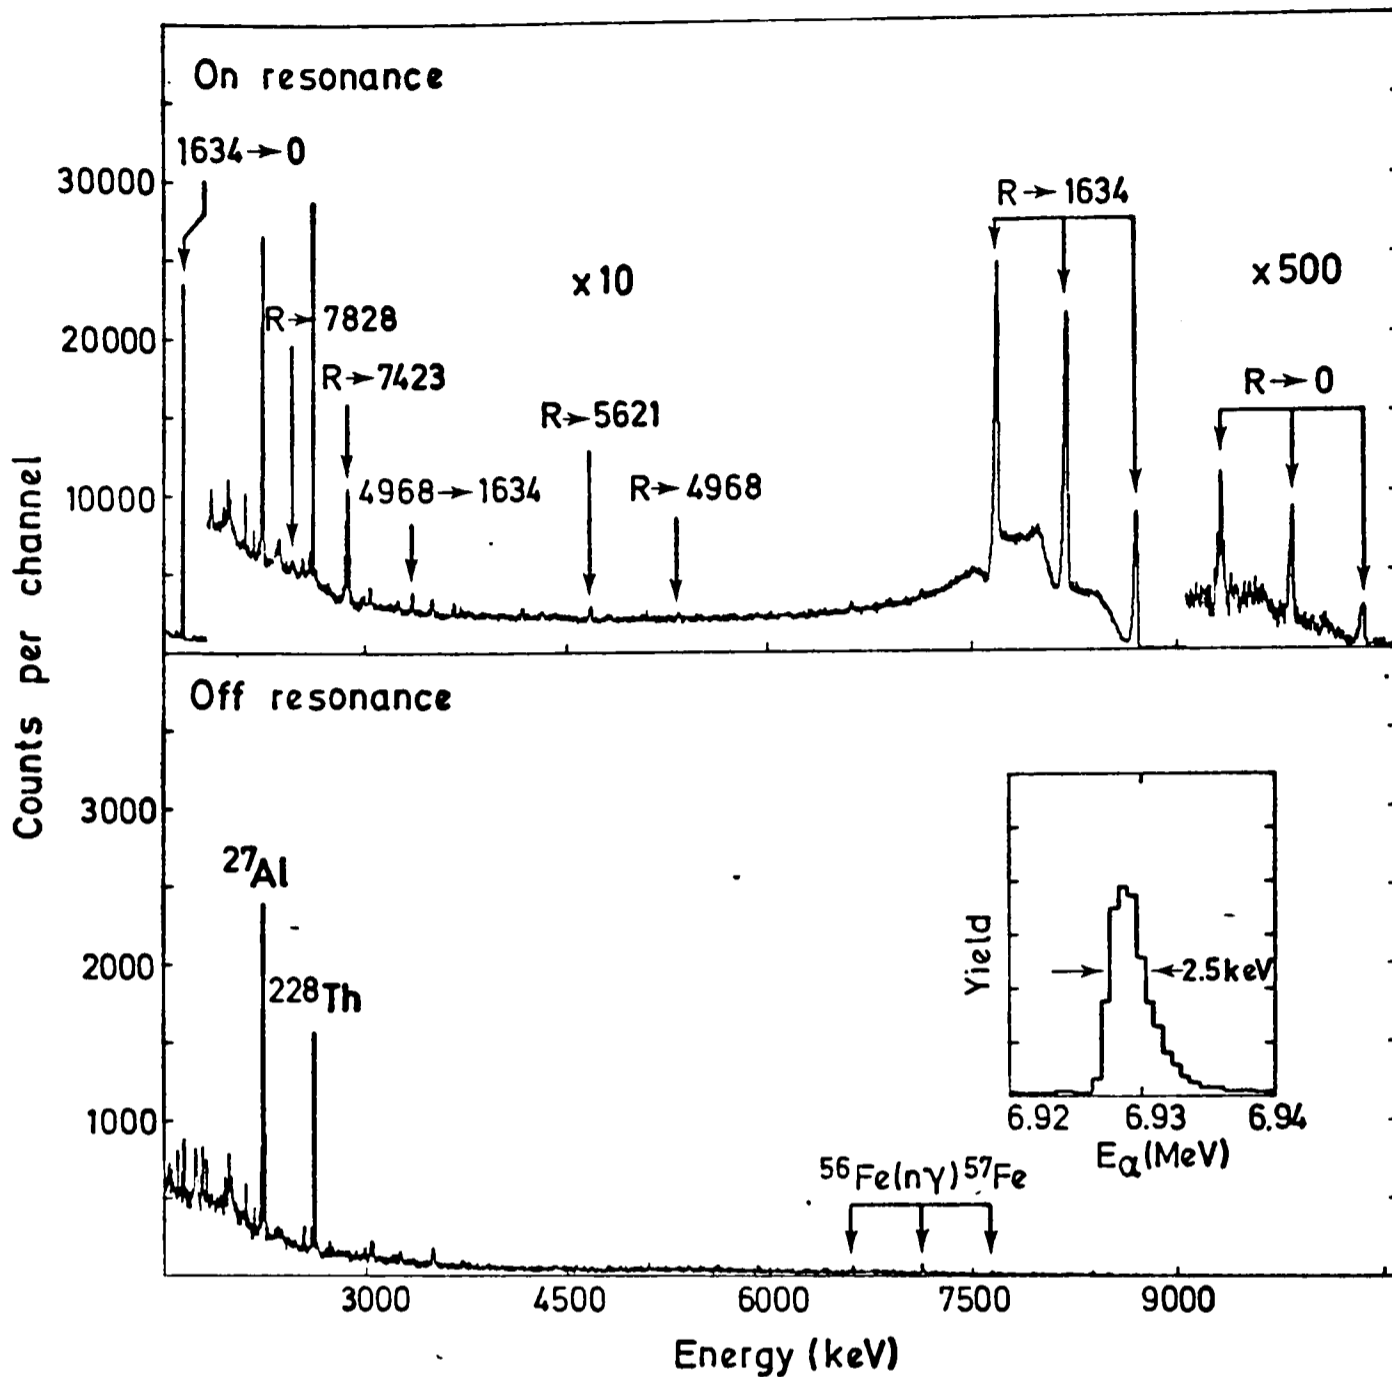 On resonance
1634→0
30000
R→1634
x10
x500
R→7828
20000
R→7423
R→0
R→5621
4968→1634
R→4968
10000
Counts per channel
Off resonance
3000
27Al
2000
228Th
Yield
2.5keV
1000
6.92 6.93 6.94
Eα(MeV)
56Fe(nγ)57Fe
3000 4500 6000 7500 9000
Energy (keV)